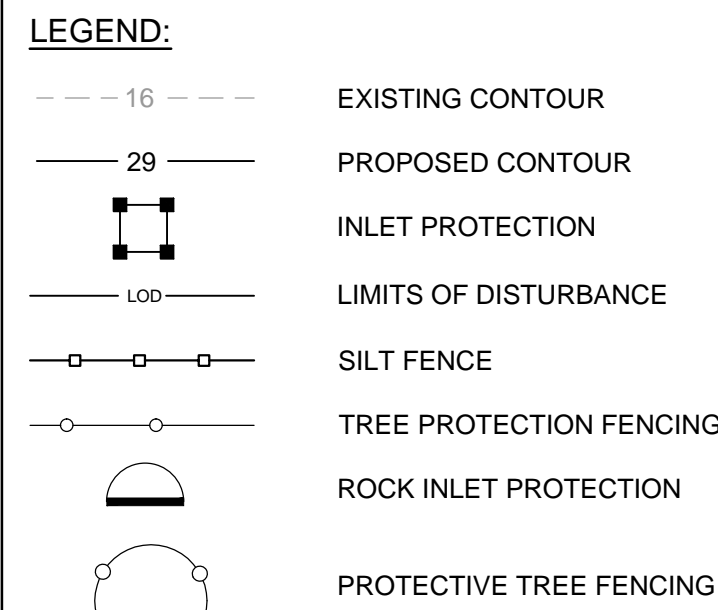 LEGEND:
16 EXISTING CONTOUR
29 PROPOSED CONTOUR
INLET PROTECTION
LOD LIMITS OF DISTURBANCE
SILT FENCE
TREE PROTECTION FENCING
ROCK INLET PROTECTION
PROTECTIVE TREE FENCING